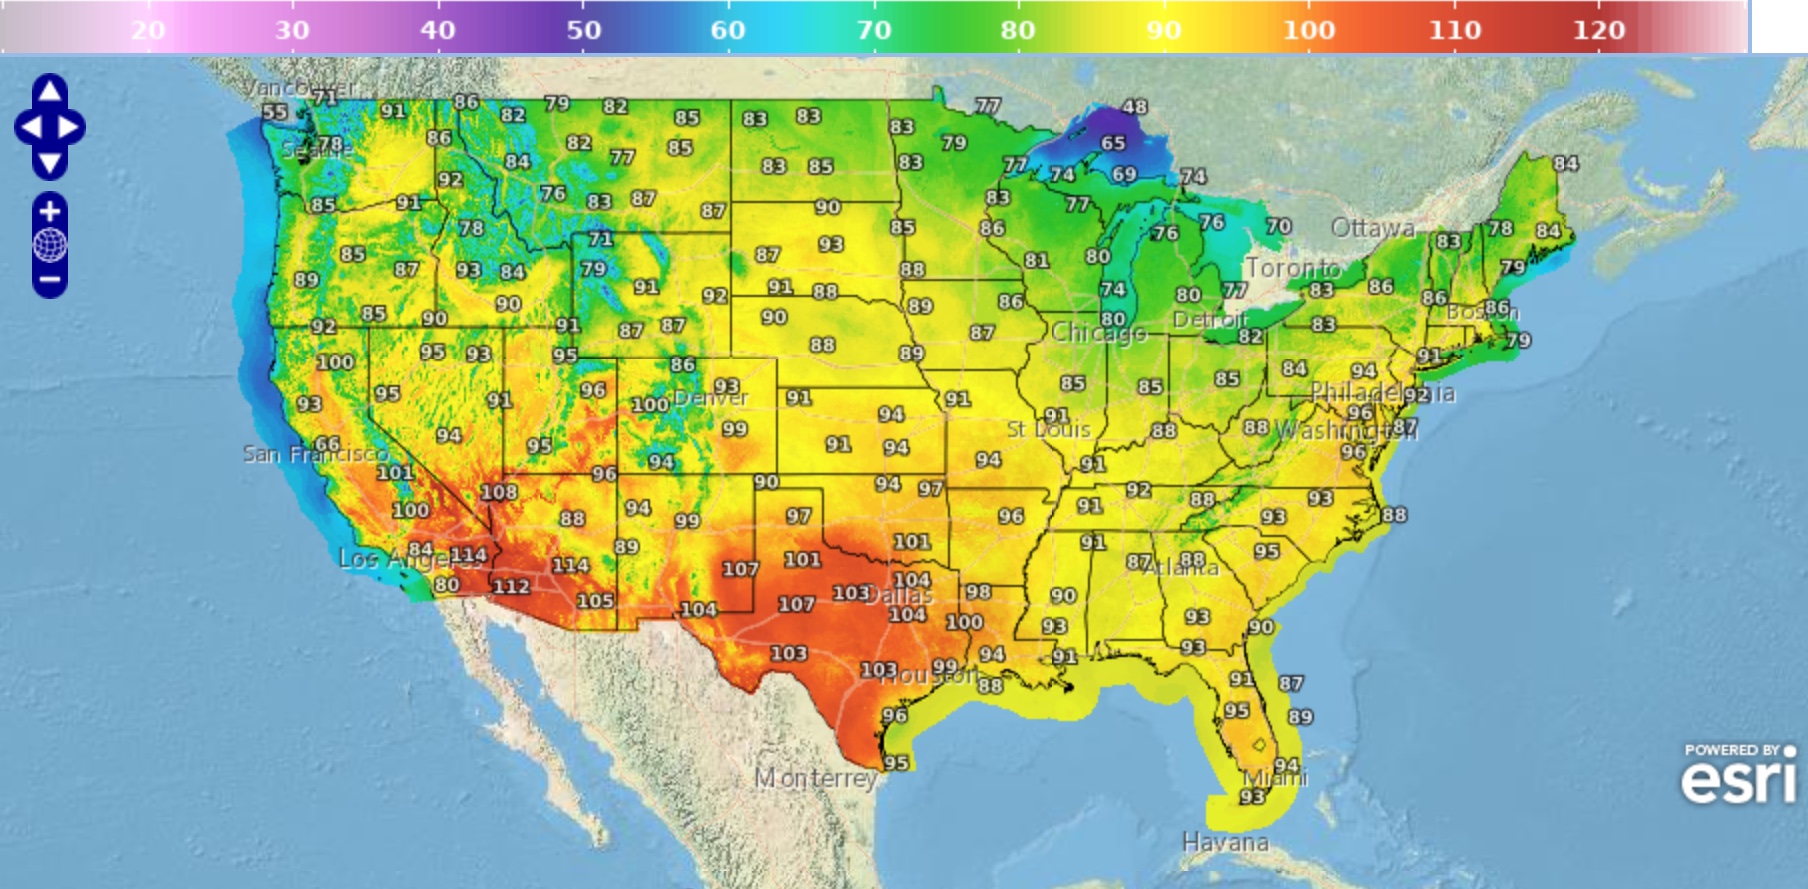 20 30 40 50 60 70 80 90 100 110 120
Vancouver
55 71 91 86 82 79 82 85 83 83 77 48
Seattle 78 86 84 82 77 85 83 85 83 83 79 77 74 65 69 74 84
85 91 92 78 76 83 87 87 90 85 83 86 77 76 76 70 Ottawa 83 78 84
89 85 87 93 84 71 79 91 92 87 93 88 81 80 74 80 77 Toronto 83 86 79
92 85 90 90 91 87 87 91 88 90 89 86 87 80 Chicago Detroit 82 83 86 Boston 86
100 95 93 95 86 88 89 85 85 85 84 94 91 79
93 95 91 96 100 Denver 93 91 94 91 91 St Louis 88 88 Philadelphia 92 96 Washington 87
San Francisco 66 94 95 94 99 91 94 94 91 96
101 108 96 90 94 97 92 88 93 88
100 88 94 99 97 96 91 93
Los Angeles 84 114 114 89 107 101 101 91 87 88 Atlanta 95
80 112 105 104 107 103 Dallas 104 104 98 90 93
103 100 93 93 90
103 Houston 99 94 88 91 91 87
96 95 89
Monterrey 95 94 Miami
93
Havana
POWERED BY
esri